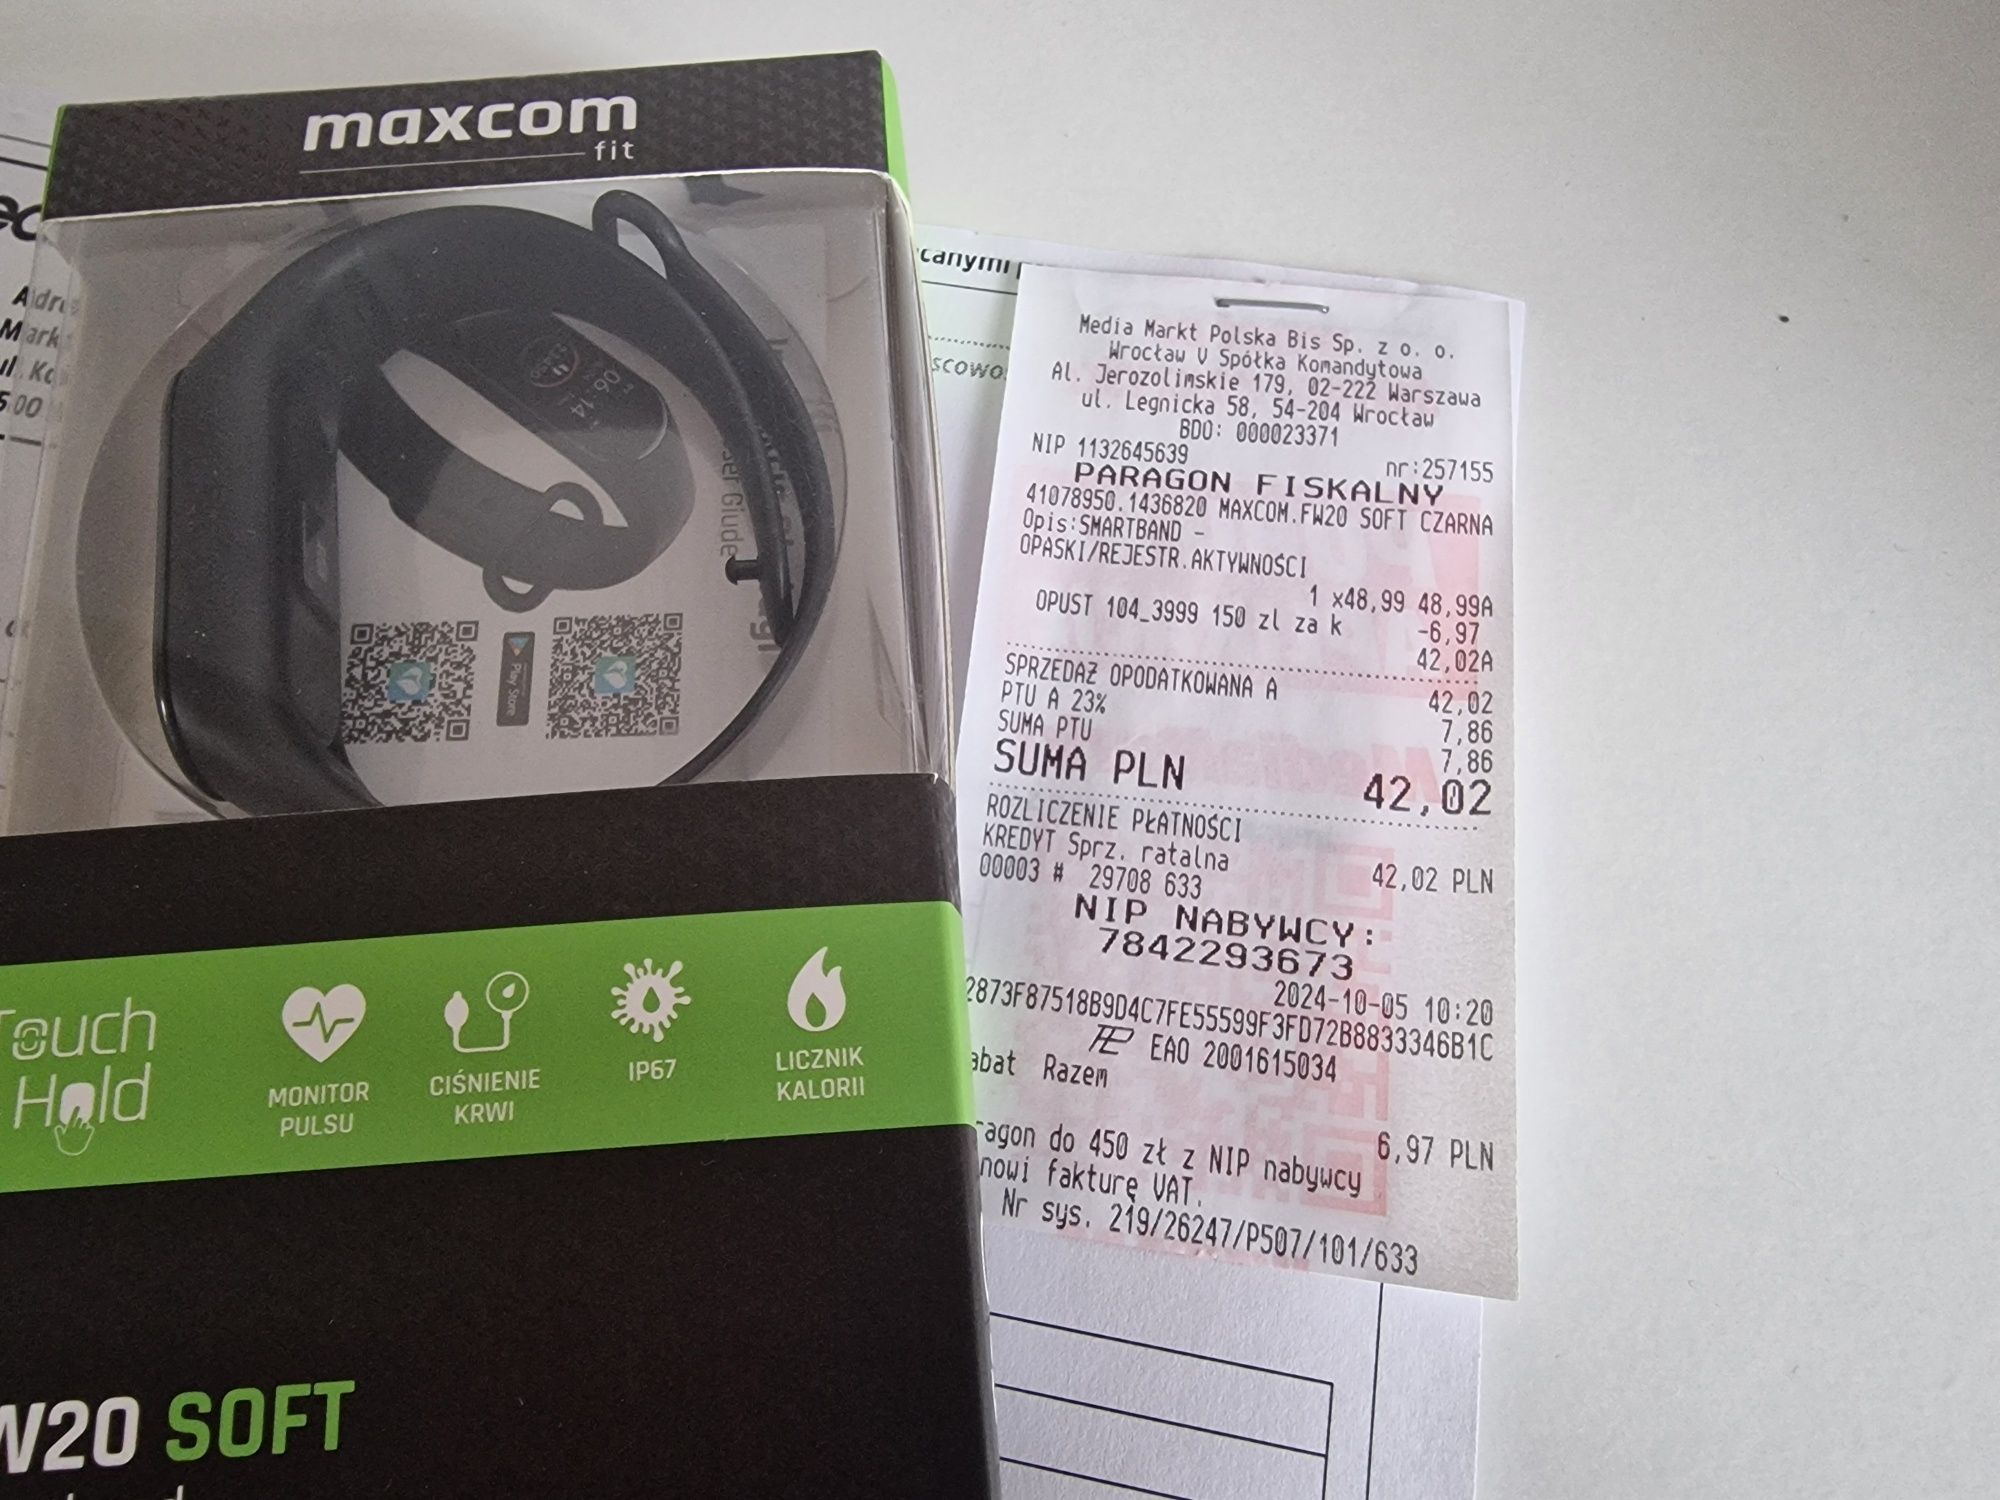 maxcom
fit
06:14
Play Store
Touch
Hold
MONITOR
PULSU
CIŚNIENIE
KRWI
IP67
LICZNIK
KALORII
W20 SOFT
Media Markt Polska Bis Sp. z o. o.
Wrocław V Spółka Komandytowa
Al. Jerozolimskie 179, 02-222 Warszawa
ul. Legnicka 58, 54-204 Wrocław
BDO: 000023371
NIP 1132645639 nr:257155
PARAGON FISKALNY
41078950.1436820 MAXCOM.FW20 SOFT CZARNA
Opis:SMARTBAND -
OPASKI/REJESTR.AKTYWNOŚCI
1 x48,99 48,99A
OPUST 104_3999 150 zl za k -6,97
42,02A
SPRZEDAŻ OPODATKOWANA A 42,02
PTU A 23% 7,86
SUMA PTU 7,86
SUMA PLN 42,02
ROZLICZENIE PŁATNOŚCI
KREDYT Sprz. ratalna 42,02 PLN
00003 # 29708 633
NIP NABYWCY:
7842293673
2024-10-05 10:20
2873F87518B9D4C7FE55599F3FD72B8833346B1C
EAO 2001615034
abat Razem
6,97 PLN
ragon do 450 zł z NIP nabywcy
nowi fakturę VAT.
Nr sys. 219/26247/P507/101/633